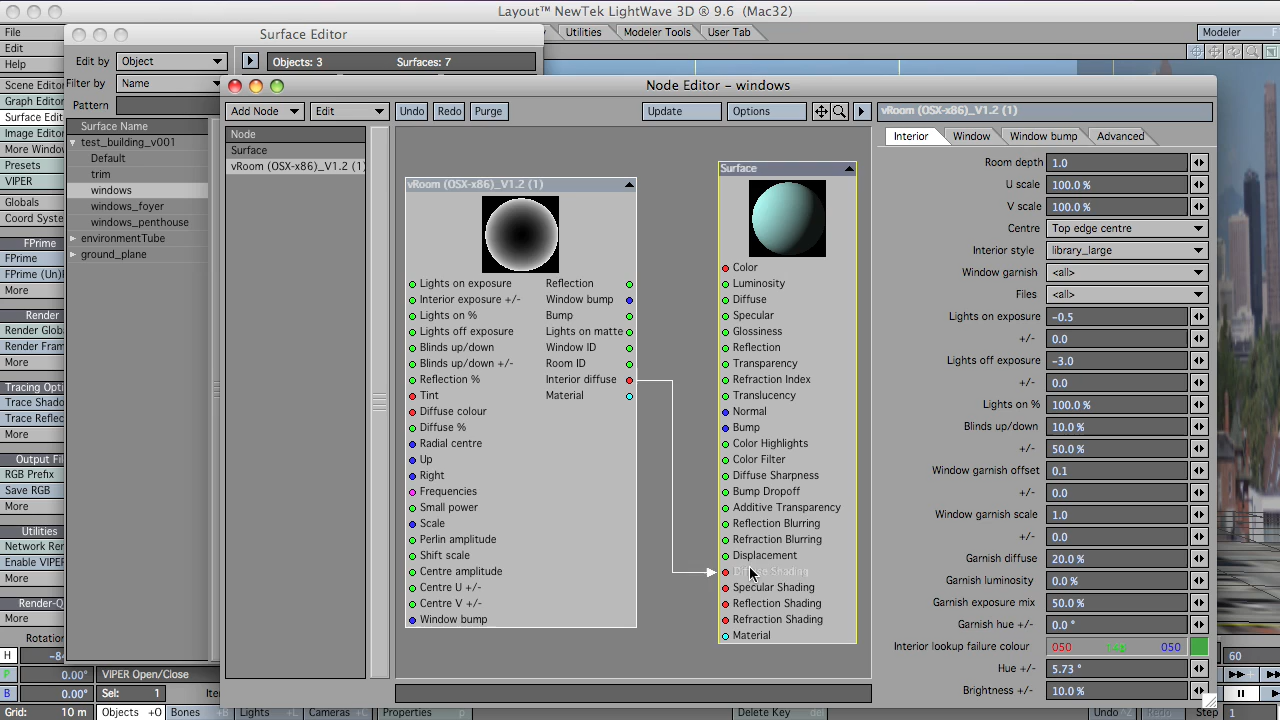 Layout™ NewTek LightWave 3D ® 9.6 (Mac32)
File
Edit
Help
Utilities
Modeler Tools
User Tab
Modeler
Scene Editor
Graph Editor
Surface Edit
Image Editor
More Window
Presets
VIPER
Globals
Coord Syste
FPrime
FPrime
FPrime (Un)
More
Render
Render Globa
Render Fram
More
Tracing Optio
Trace Shado
Trace Reflec
More
Output Fil
RGB Prefix
Save RGB
More
Utilities
Network Ren
Enable VIPER
More
Render-Q
Rotation
H
P 0.00°
B 0.00°
Grid: 10 m
VIPER Open/Close
Sel: 1
Objects +O
Bones
Lights
Cameras
Properties p
Delete Key del
Undo ^Z
Redo
Step 1
60
Surface Editor
Edit by Object
Filter by Name
Pattern
Objects: 3 Surfaces: 7
Surface Name
test_building_v001
Default
trim
windows
windows_foyer
windows_penthouse
environmentTube
ground_plane
Node Editor – windows
Add Node
Edit
Undo
Redo
Purge
Update
Options
Node
Surface
vRoom (OSX-x86)_V1.2 (1)
vRoom (OSX-x86)_V1.2 (1)
Lights on exposure Reflection
Interior exposure +/- Window bump
Lights on % Bump
Lights off exposure Lights on matte
Blinds up/down Window ID
Blinds up/down +/- Room ID
Reflection % Interior diffuse
Tint Material
Diffuse colour
Diffuse %
Radial centre
Up
Right
Frequencies
Small power
Scale
Perlin amplitude
Shift scale
Centre amplitude
Centre U +/-
Centre V +/-
Window bump
Surface
Color
Luminosity
Diffuse
Specular
Glossiness
Reflection
Transparency
Refraction Index
Translucency
Normal
Bump
Color Highlights
Color Filter
Diffuse Sharpness
Bump Dropoff
Additive Transparency
Reflection Blurring
Refraction Blurring
Displacement
Diffuse Shading
Specular Shading
Reflection Shading
Refraction Shading
Material
vRoom (OSX-x86)_V1.2 (1)
Interior
Window
Window bump
Advanced
Room depth 1.0
U scale 100.0 %
V scale 100.0 %
Centre Top edge centre
Interior style library_large
Window garnish <all>
Files <all>
Lights on exposure -0.5
+/- 0.0
Lights off exposure -3.0
+/- 0.0
Lights on % 100.0 %
Blinds up/down 10.0 %
+/- 50.0 %
Window garnish offset 0.1
+/- 0.0
Window garnish scale 1.0
+/- 0.0
Garnish diffuse 20.0 %
Garnish luminosity 0.0 %
Garnish exposure mix 50.0 %
Garnish hue +/- 0.0 °
Interior lookup failure colour 050 050
Hue +/- 5.73 °
Brightness +/- 10.0 %